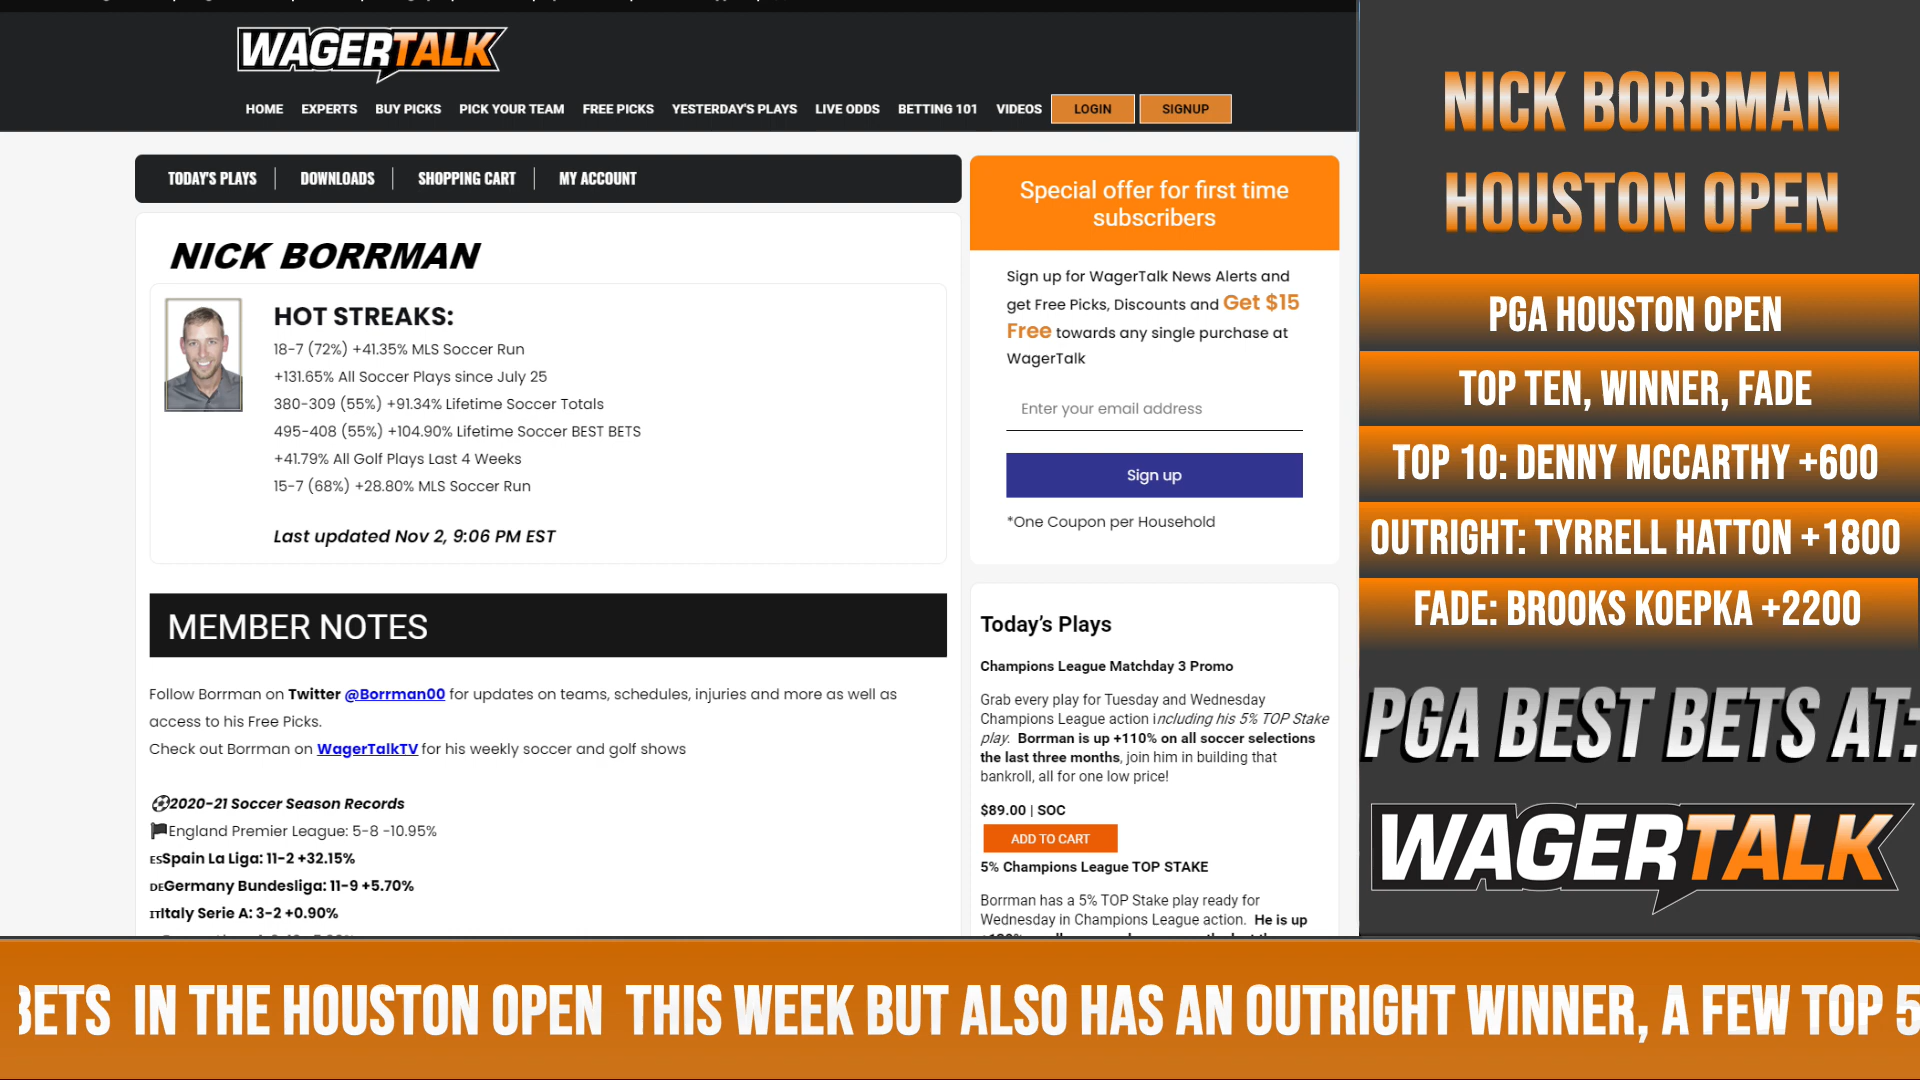 WAGERTALK
HOME EXPERTS BUY PICKS PICK YOUR TEAM FREE PICKS YESTERDAY'S PLAYS LIVE ODDS BETTING 101 VIDEOS LOGIN SIGNUP
TODAY'S PLAYS DOWNLOADS SHOPPING CART MY ACCOUNT
NICK BORRMAN
HOT STREAKS:
18-7 (72%) +41.35% MLS Soccer Run
+131.65% All Soccer Plays since July 25
380-309 (55%) +91.34% Lifetime Soccer Totals
495-408 (55%) +104.90% Lifetime Soccer BEST BETS
+41.79% All Golf Plays Last 4 Weeks
15-7 (68%) +28.80% MLS Soccer Run
Last updated Nov 2, 9:06 PM EST
MEMBER NOTES
Follow Borrman on Twitter @Borrman00 for updates on teams, schedules, injuries and more as well as
access to his Free Picks.
Check out Borrman on WagerTalkTV for his weekly soccer and golf shows
⚽2020-21 Soccer Season Records
🏴England Premier League: 5-8 -10.95%
ESSpain La Liga: 11-2 +32.15%
DEGermany Bundesliga: 11-9 +5.70%
ITItaly Serie A: 3-2 +0.90%
Special offer for first time
subscribers
Sign up for WagerTalk News Alerts and
get Free Picks, Discounts and Get $15
Free towards any single purchase at
WagerTalk
Enter your email address
Sign up
*One Coupon per Household
Today's Plays
Champions League Matchday 3 Promo
Grab every play for Tuesday and Wednesday
Champions League action including his 5% TOP Stake
play. Borrman is up +110% on all soccer selections
the last three months, join him in building that
bankroll, all for one low price!
$89.00 | SOC
ADD TO CART
5% Champions League TOP STAKE
Borrman has a 5% TOP Stake play ready for
Wednesday in Champions League action. He is up
NICK BORRMAN
HOUSTON OPEN
PGA HOUSTON OPEN
TOP TEN, WINNER, FADE
TOP 10: DENNY MCCARTHY +600
OUTRIGHT: TYRRELL HATTON +1800
FADE: BROOKS KOEPKA +2200
PGA BEST BETS AT:
WAGERTALK
BETS IN THE HOUSTON OPEN THIS WEEK BUT ALSO HAS AN OUTRIGHT WINNER, A FEW TOP 5